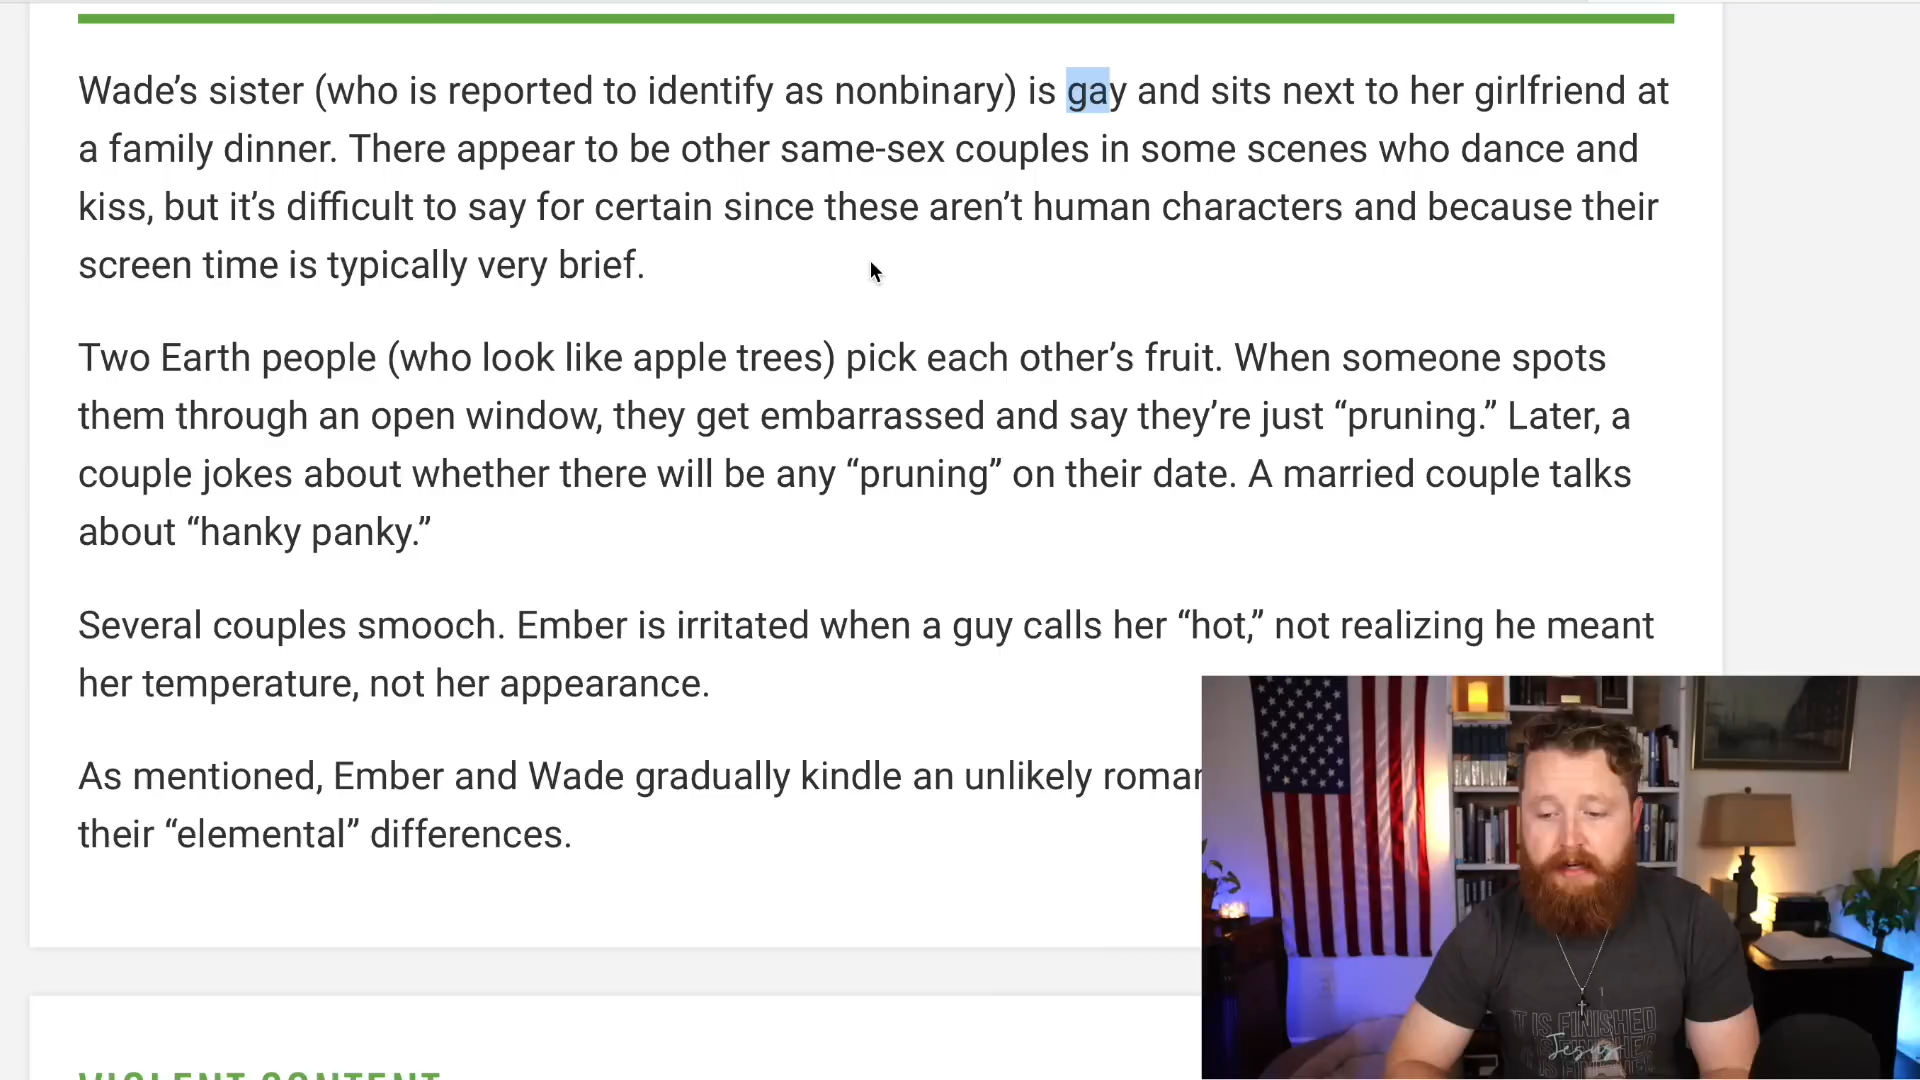 Wade’s sister (who is reported to identify as nonbinary) is gay and sits next to her girlfriend at
a family dinner. There appear to be other same-sex couples in some scenes who dance and
kiss, but it’s difficult to say for certain since these aren’t human characters and because their
screen time is typically very brief.
Two Earth people (who look like apple trees) pick each other’s fruit. When someone spots
them through an open window, they get embarrassed and say they’re just “pruning.” Later, a
couple jokes about whether there will be any “pruning” on their date. A married couple talks
about “hanky panky.”
Several couples smooch. Ember is irritated when a guy calls her “hot,” not realizing he meant
her temperature, not her appearance.
As mentioned, Ember and Wade gradually kindle an unlikely
their “elemental” differences.
VIOLENT CONTENT
IT IS FINISHED
Jesus